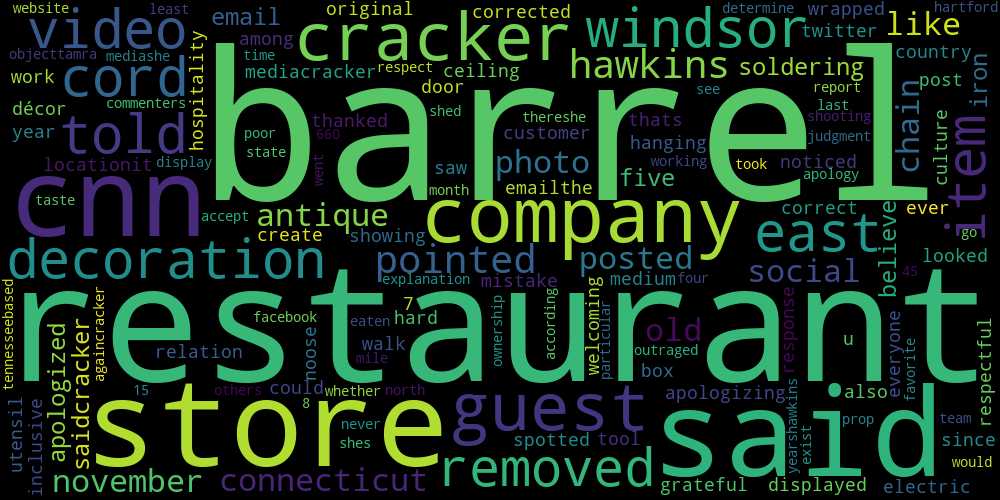 website least original corrected determine wrapped hartford
video email cracker windsor twitter like
objecttamra mediashe hospitality among time country
work cord mediacracker respect ceiling hawkins soldering chain post iron
décor commenters barrel door shed see report culture item
year told thanked 660 thereshe customer thats hanging last shooting judgment
locationit display poor state went saw photo five working took noticed apology
cnn taste month emailthe
accept antique company correct believe ever
create showing east go
decoration pointed posted social looked
explanation mistake medium four 45
tennesseebased restaurant
apologized saidcracker againcracker facebook 7 hard noose eaten walk mile ownership according welcoming particular old outraged response u everyone favorite respectful
relation box
utensil inclusive 15 others could whether north apologizing also
store 8 never shes guest spotted tool said yearshawkins exist prop team since
november connecticut removed grateful displayed electric would